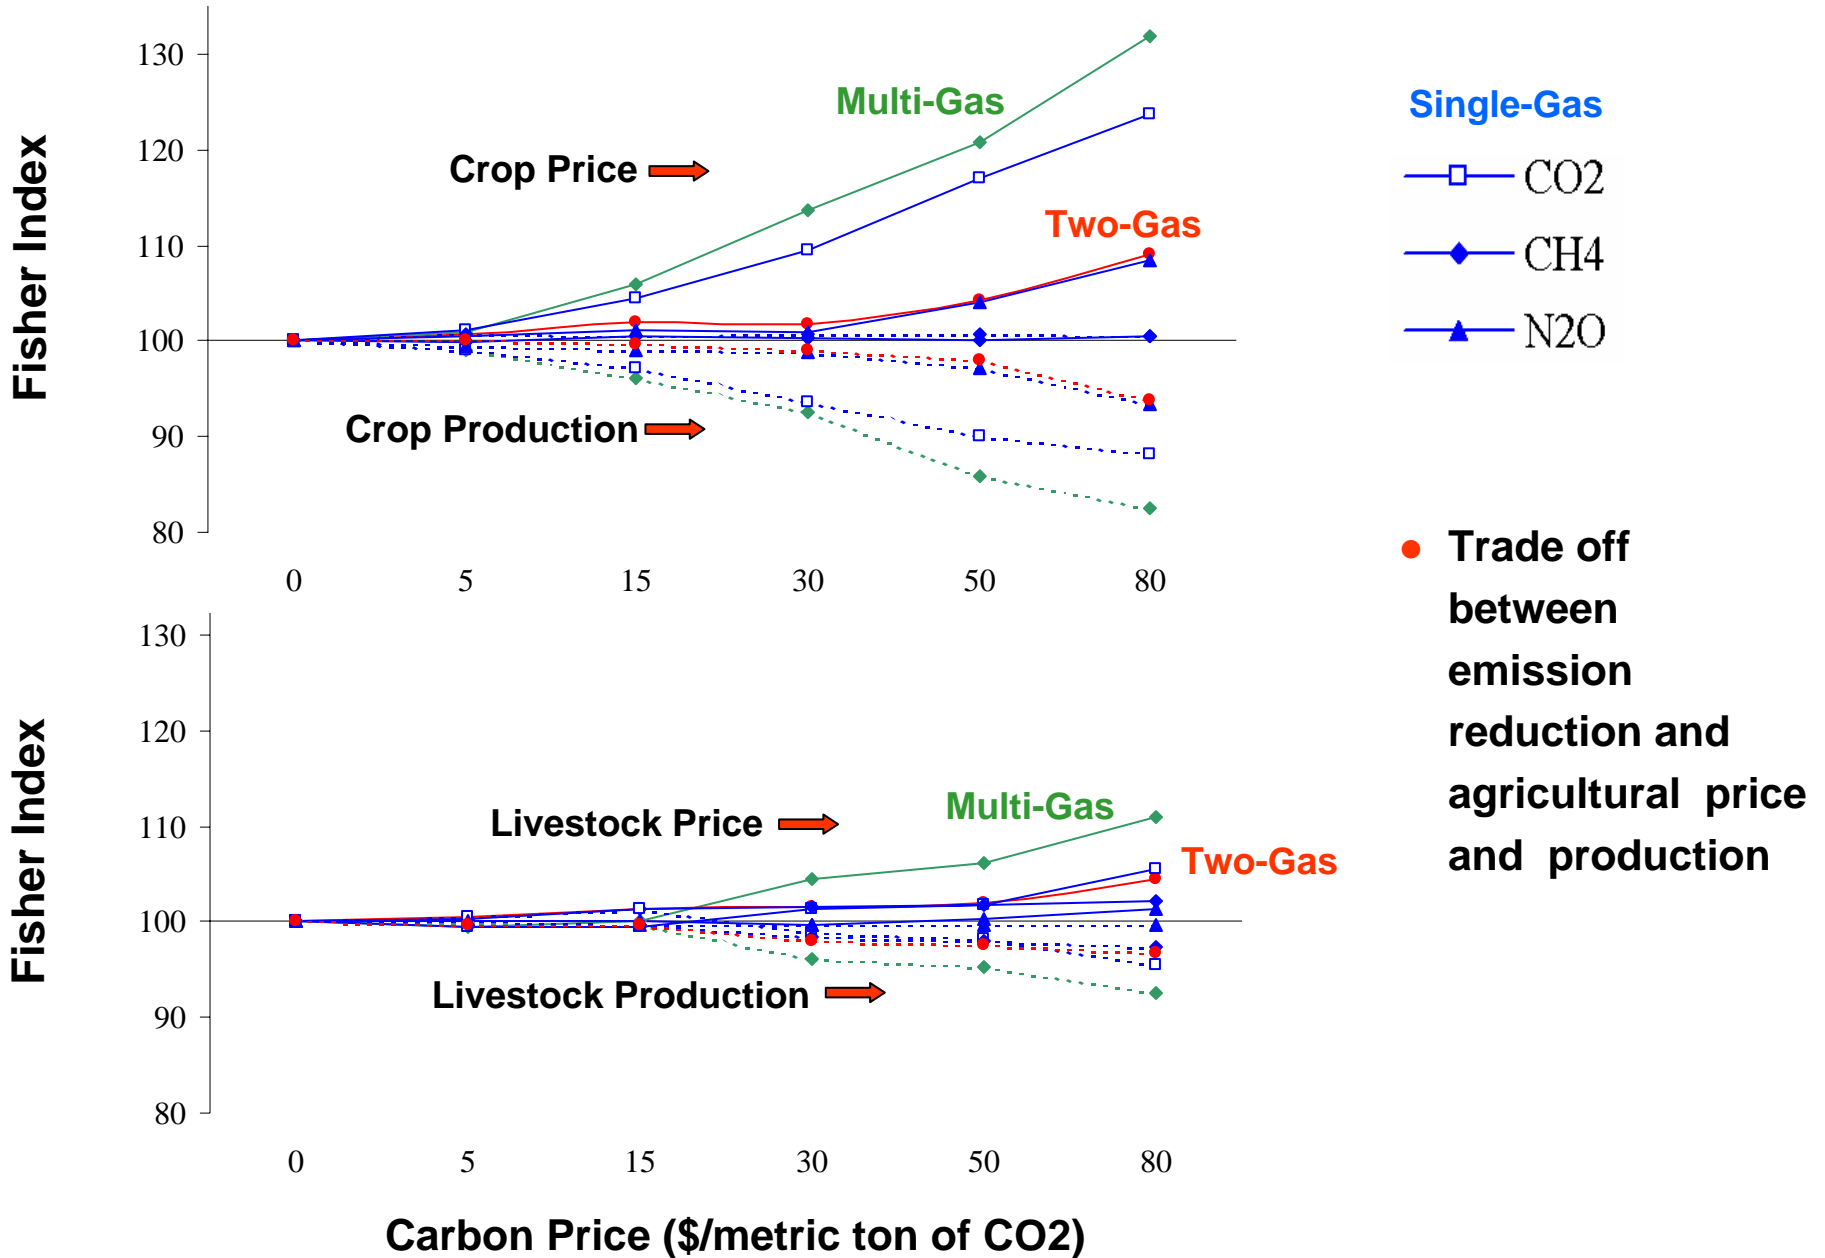 130
120
110
100
90
80
Fisher Index
Multi-Gas
Crop Price
Two-Gas
Crop Production
0 5 15 30 50 80
Single-Gas
CO2
CH4
N2O
130
120
110
100
90
80
Fisher Index
Livestock Price
Multi-Gas
Two-Gas
Livestock Production
0 5 15 30 50 80
Carbon Price ($/metric ton of CO2)
• Trade off
between
emission
reduction and
agricultural price
and production